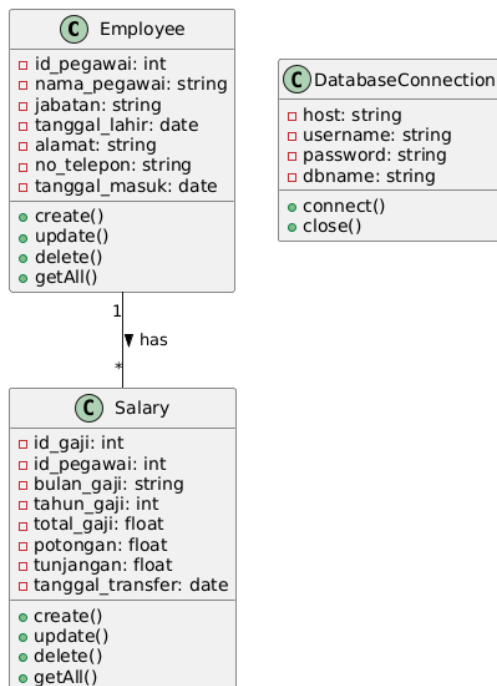 C Employee
id_pegawai: int
nama_pegawai: string
jabatan: string
tanggal_lahir: date
alamat: string
no_telepon: string
tanggal_masuk: date
create()
update()
delete()
getAll()
C DatabaseConnection
host: string
username: string
password: string
dbname: string
connect()
close()
1
has
*
C Salary
id_gaji: int
id_pegawai: int
bulan_gaji: string
tahun_gaji: int
total_gaji: float
potongan: float
tunjangan: float
tanggal_transfer: date
create()
update()
delete()
getAll()